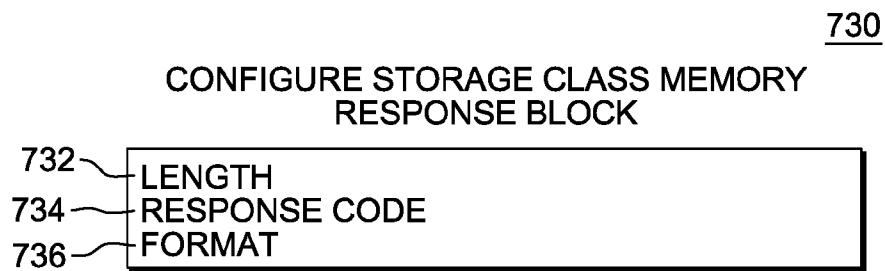 730
CONFIGURE STORAGE CLASS MEMORY
RESPONSE BLOCK
732 LENGTH
734 RESPONSE CODE
736 FORMAT